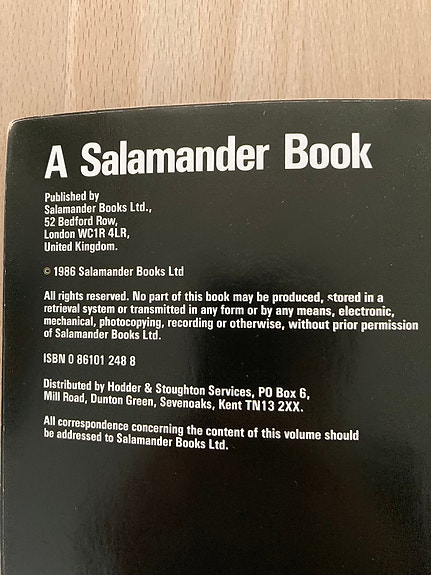 A Salamander Book
Published by
Salamander Books Ltd.,
52 Bedford Row,
London WC1R 4LR,
United Kingdom.
© 1986 Salamander Books Ltd
All rights reserved. No part of this book may be produced, stored in a
retrieval system or transmitted in any form or by any means, electronic,
mechanical, photocopying, recording or otherwise, without prior permission
of Salamander Books Ltd.
ISBN 0 86101 248 8
Distributed by Hodder & Stoughton Services, PO Box 6,
Mill Road, Dunton Green, Sevenoaks, Kent TN13 2XX.
All correspondence concerning the content of this volume should
be addressed to Salamander Books Ltd.